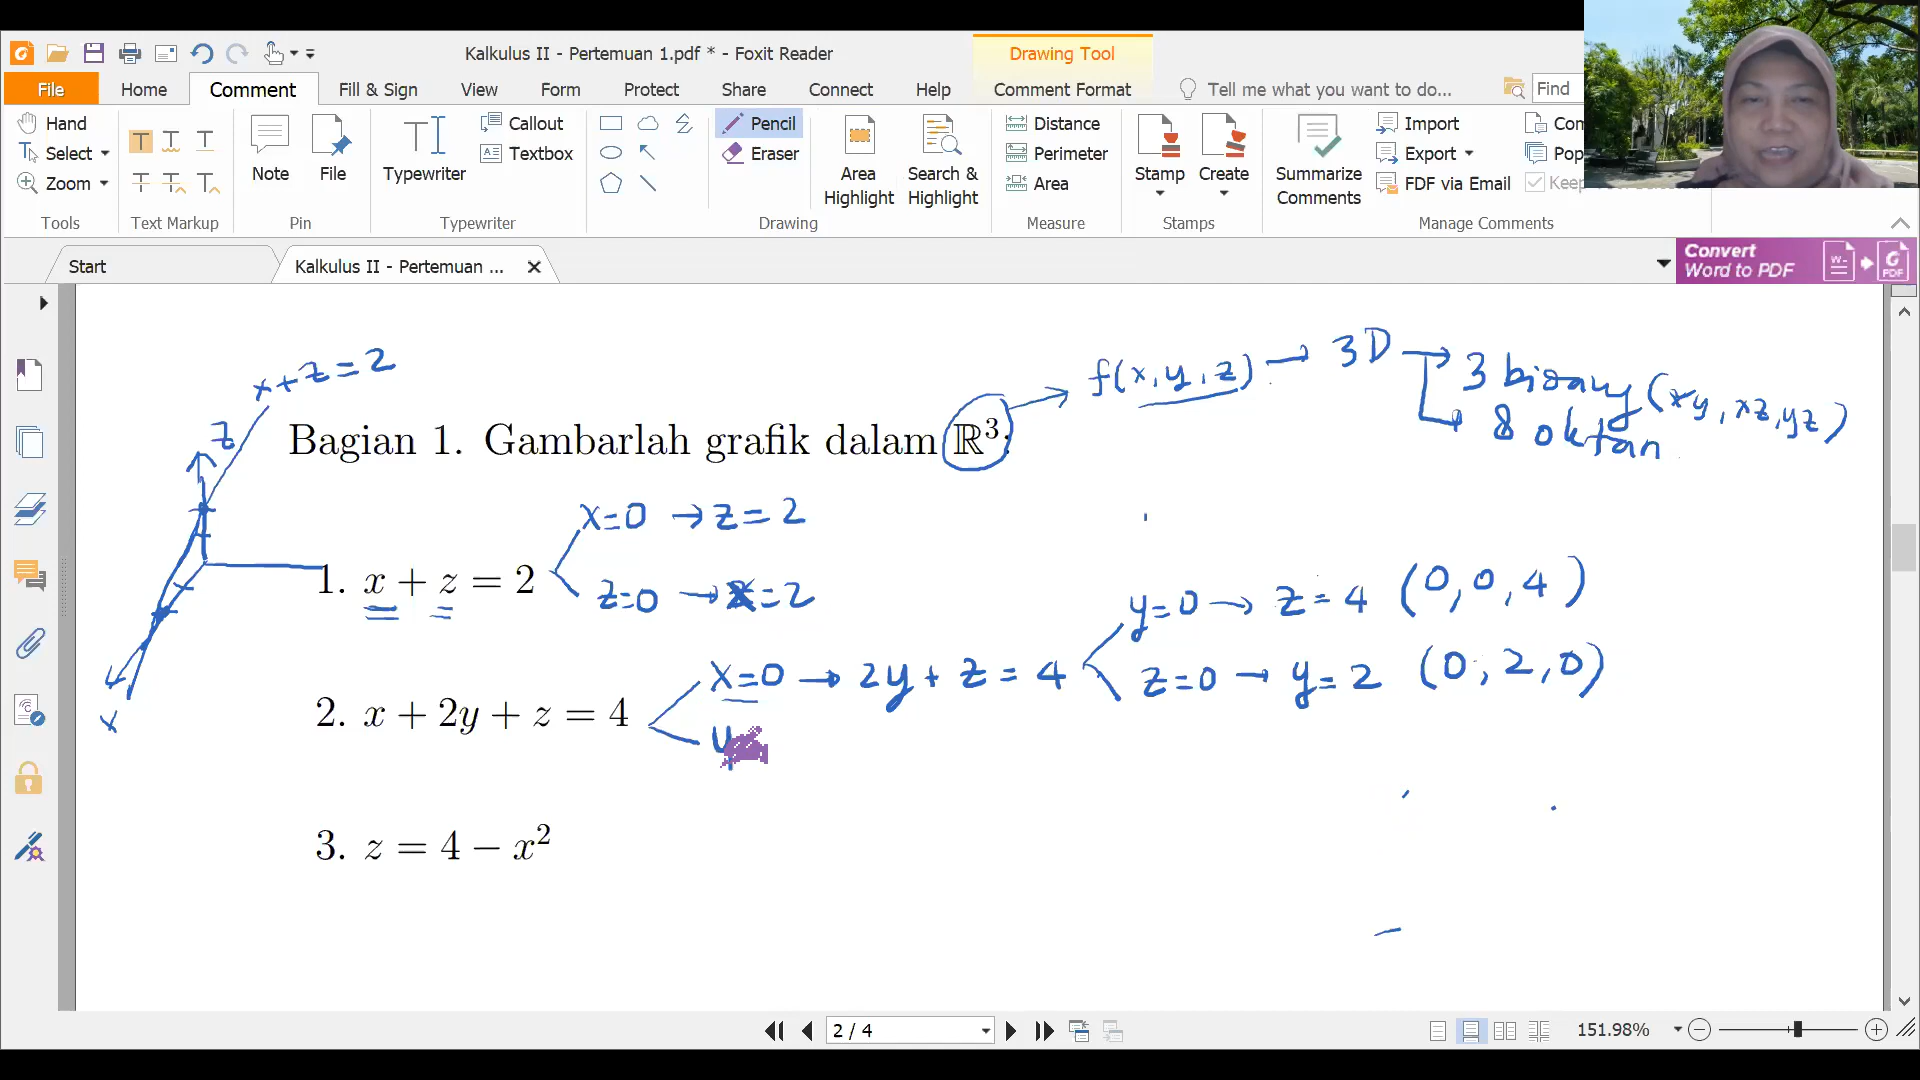 Kalkulus II - Pertemuan 1.pdf * - Foxit Reader
Drawing Tool
File Home Comment Fill & Sign View Form Protect Share Connect Help Comment Format Tell me what you want to do... Find
Hand
Select
Zoom
Tools
Text Markup
Note
File
Pin
Typewriter
Callout
Textbox
Typewriter
Pencil
Eraser
Drawing
Area Highlight
Search & Highlight
Distance
Perimeter
Area
Measure
Stamp
Create
Stamps
Summarize Comments
Import
Export
FDF via Email
Com
Pop
Keep
Manage Comments
Start
Kalkulus II - Pertemuan ...
Convert
Word to PDF
x+z=2
z
x
f(x,y,z) → 3D → 3 bidang (xy, xz, yz)
→ 8 oktan
Bagian 1. Gambarlah grafik dalam ℝ³:
x=0 → z=2
1. x + z = 2
z=0 → x=2
y=0 → z=4 (0,0,4)
x=0 → 2y+z=4
z=0 → y=2 (0,2,0)
2. x + 2y + z = 4
y
3. z = 4 − x²
2 / 4
151.98%